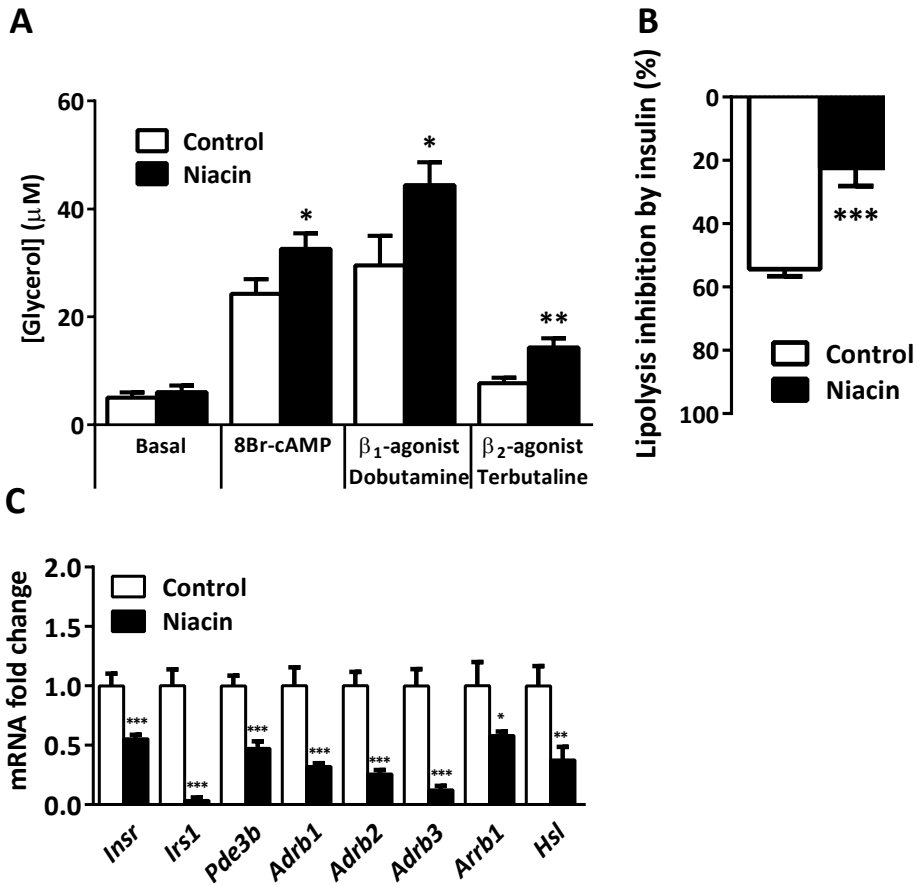 A
[Glycerol] (μM)
60
40
20
0
Control
Niacin
*
*
**
Basal
8Br-cAMP
β1-agonist
Dobutamine
β2-agonist
Terbutaline
B
Lipolysis inhibition by insulin (%)
0
20
40
60
80
100
***
Control
Niacin
C
mRNA fold change
2.0
1.5
1.0
0.5
0.0
Control
Niacin
***
***
***
***
***
***
*
**
Insr
Irs1
Pde3b
Adrb1
Adrb2
Adrb3
Arrb1
Hsl